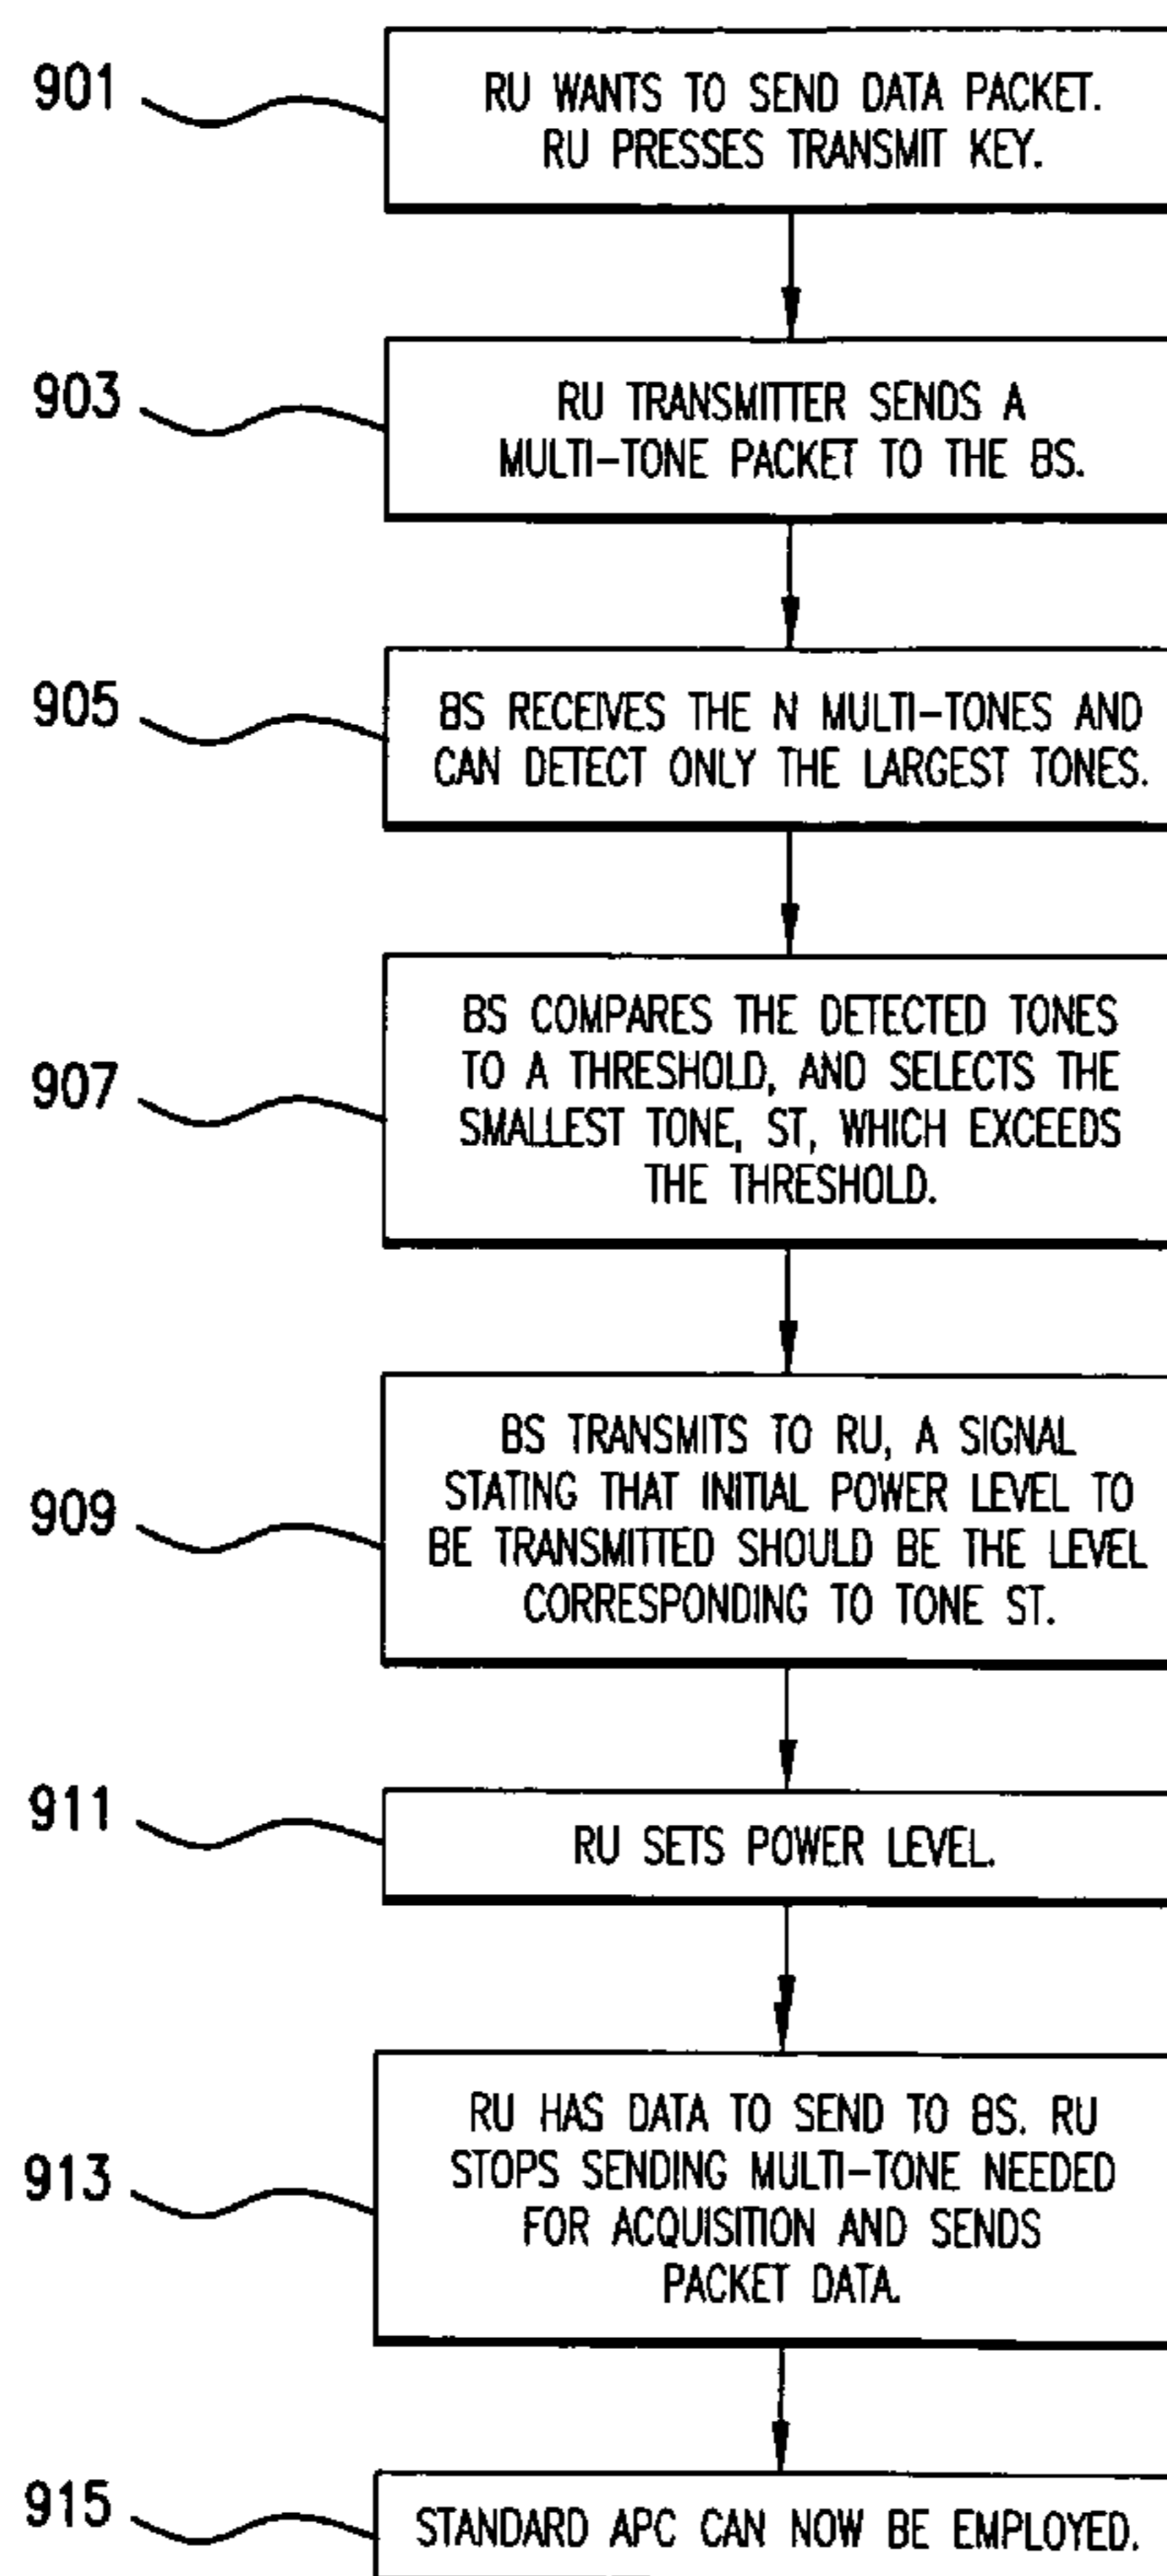 901
RU WANTS TO SEND DATA PACKET.
RU PRESSES TRANSMIT KEY.
903
RU TRANSMITTER SENDS A
MULTI-TONE PACKET TO THE BS.
905
BS RECEIVES THE N MULTI-TONES AND
CAN DETECT ONLY THE LARGEST TONES.
907
BS COMPARES THE DETECTED TONES
TO A THRESHOLD, AND SELECTS THE
SMALLEST TONE, ST, WHICH EXCEEDS
THE THRESHOLD.
909
BS TRANSMITS TO RU, A SIGNAL
STATING THAT INITIAL POWER LEVEL TO
BE TRANSMITTED SHOULD BE THE LEVEL
CORRESPONDING TO TONE ST.
911
RU SETS POWER LEVEL.
913
RU HAS DATA TO SEND TO BS. RU
STOPS SENDING MULTI-TONE NEEDED
FOR ACQUISITION AND SENDS
PACKET DATA.
915
STANDARD APC CAN NOW BE EMPLOYED.